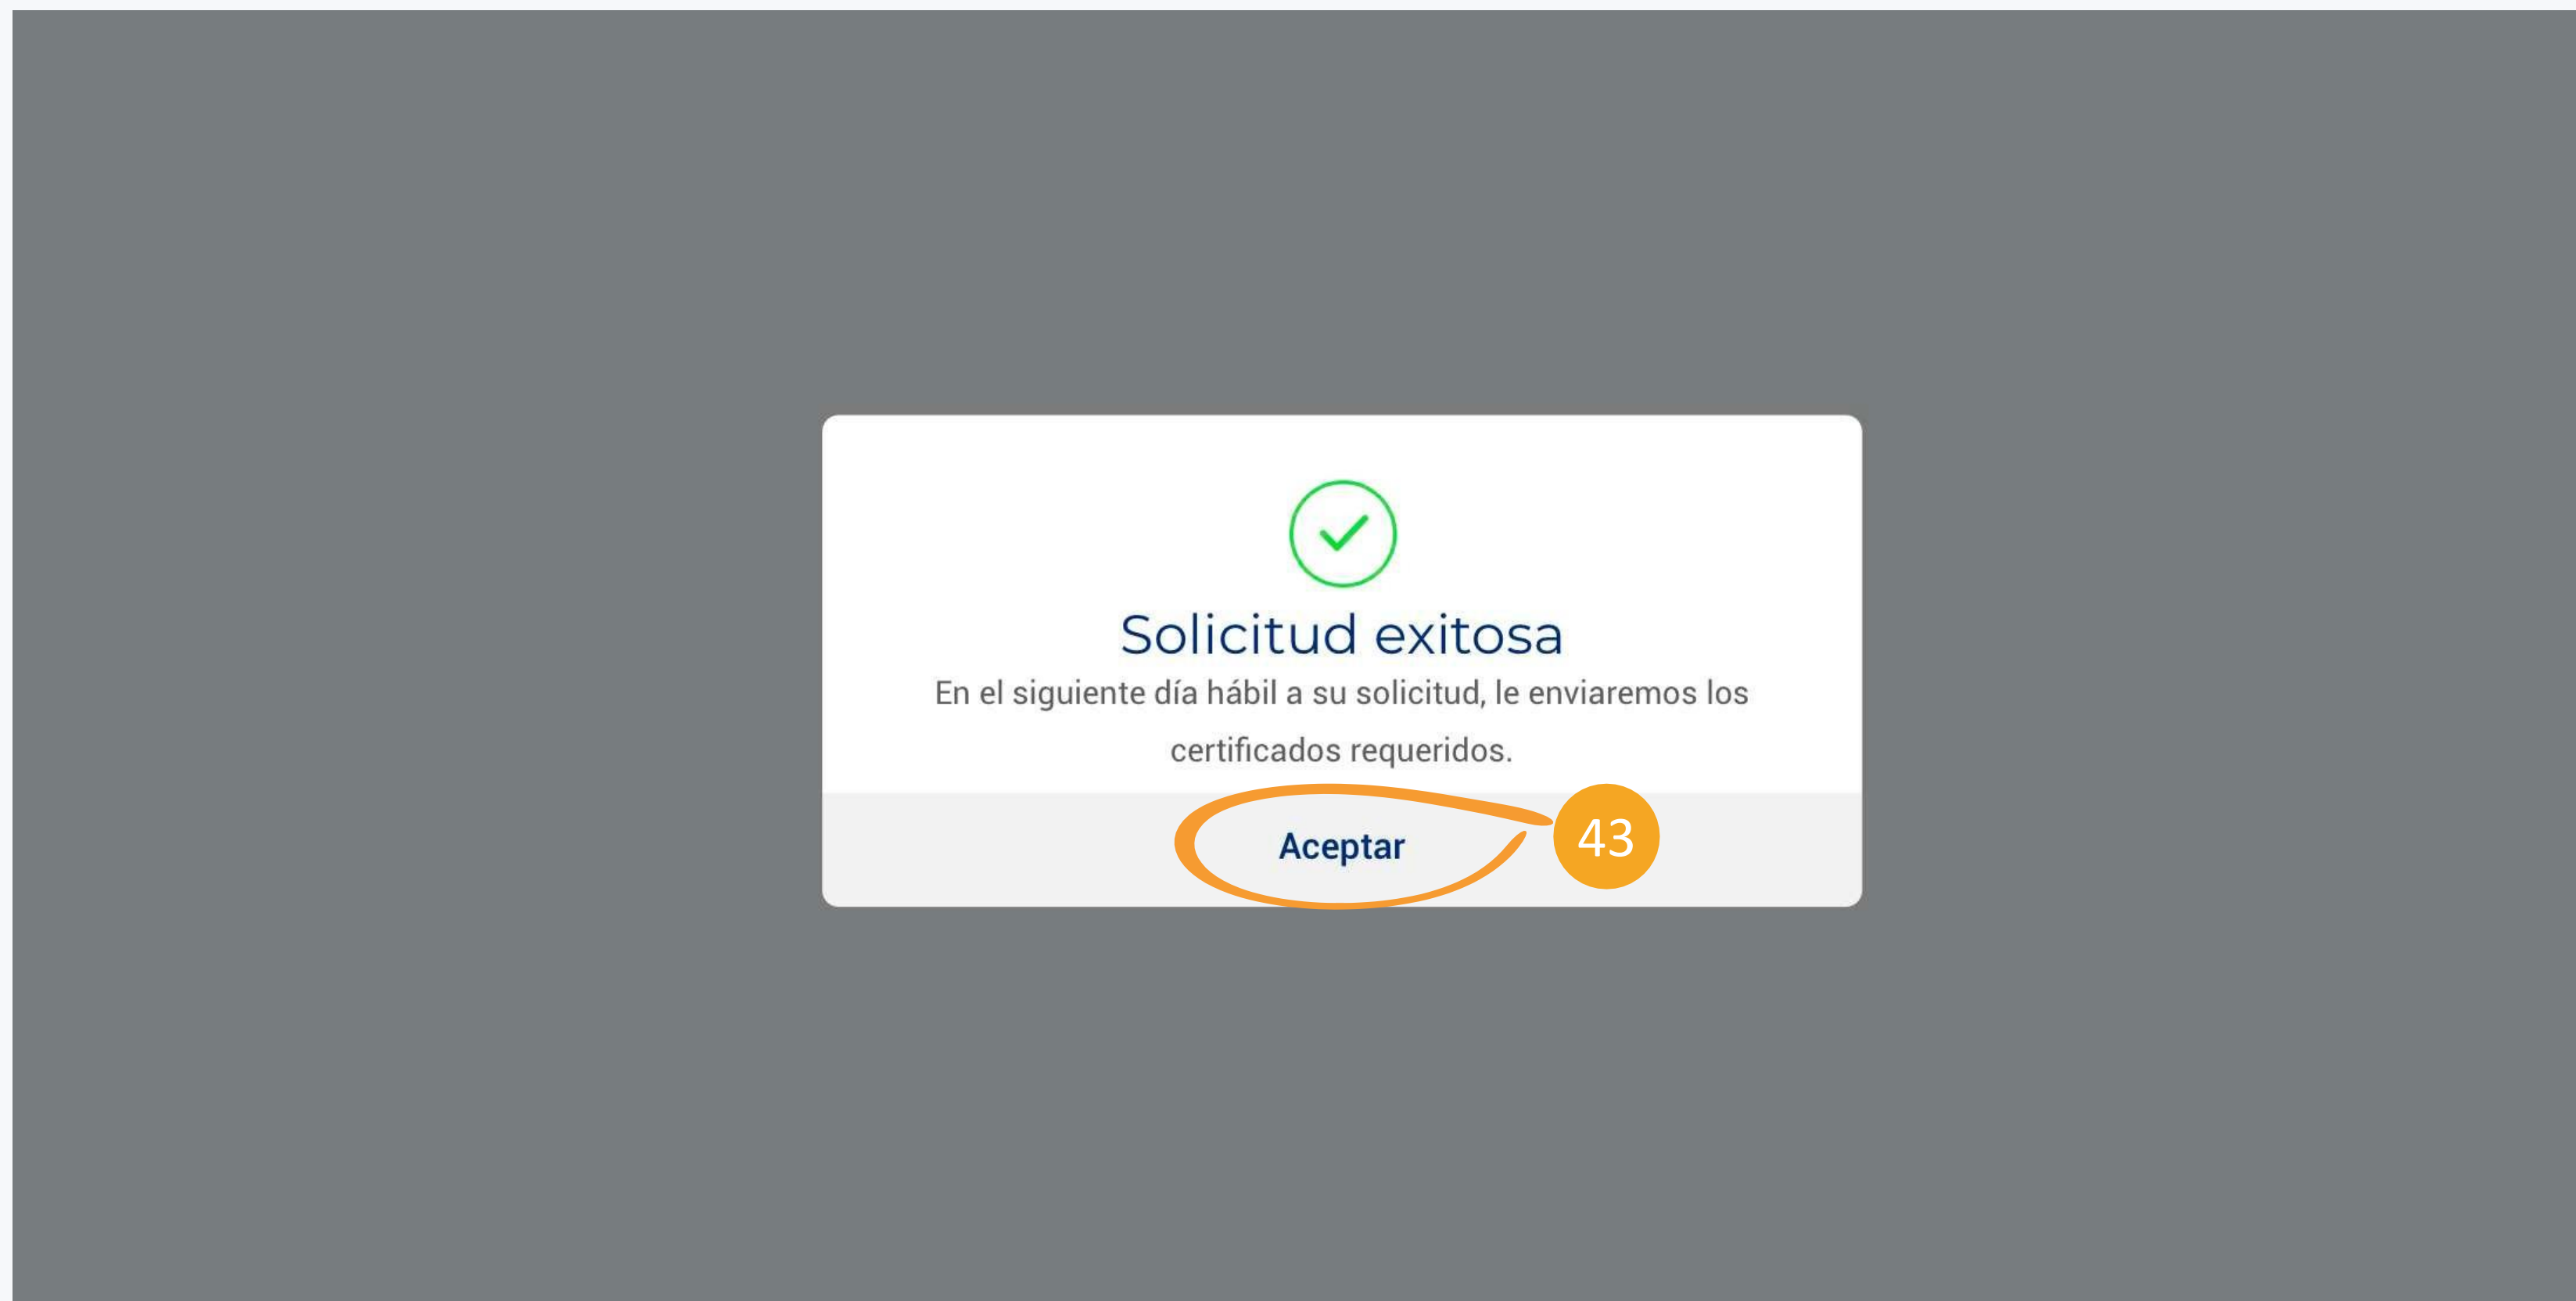 Solicitud exitosa
En el siguiente día hábil a su solicitud, le enviaremos los
certificados requeridos.
Aceptar
43